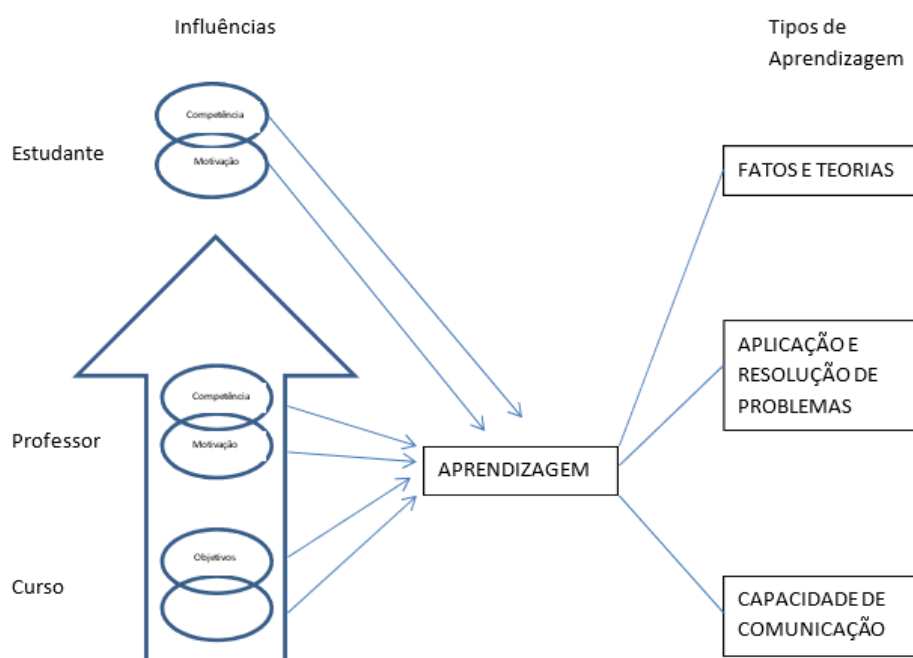 Influências
Tipos de
Aprendizagem
Estudante
Competência
Motivação
FATOS E TEORIAS
APLICAÇÃO E
RESOLUÇÃO DE
PROBLEMAS
Professor
Competência
Motivação
APRENDIZAGEM
Curso
Objetivos
CAPACIDADE DE
COMUNICAÇÃO